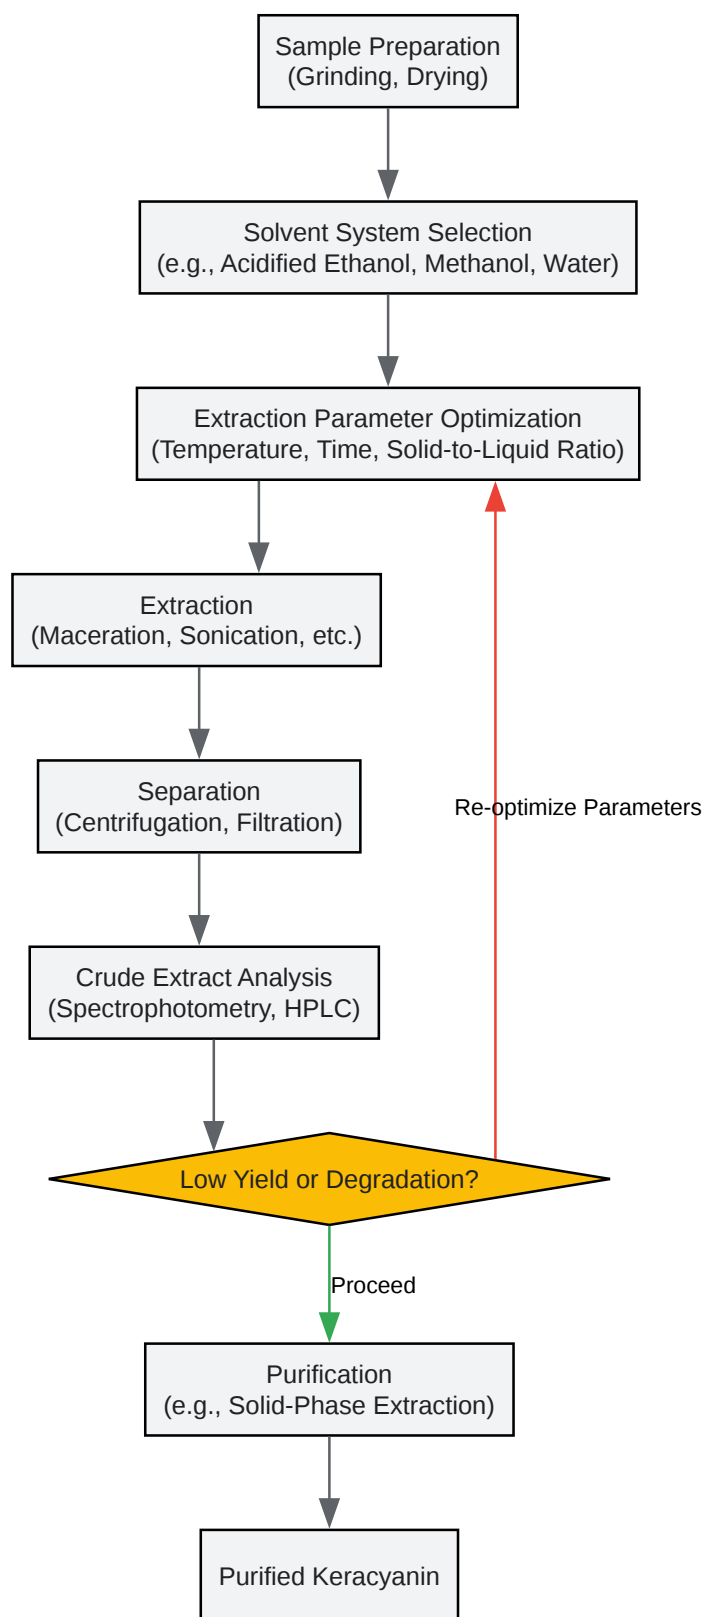 Sample Preparation
(Grinding, Drying)
Solvent System Selection
(e.g., Acidified Ethanol, Methanol, Water)
Extraction Parameter Optimization
(Temperature, Time, Solid-to-Liquid Ratio)
Extraction
(Maceration, Sonication, etc.)
Separation
(Centrifugation, Filtration)
Re-optimize Parameters
Crude Extract Analysis
(Spectrophotometry, HPLC)
Low Yield or Degradation?
Proceed
Purification
(e.g., Solid-Phase Extraction)
Purified Keracyanin